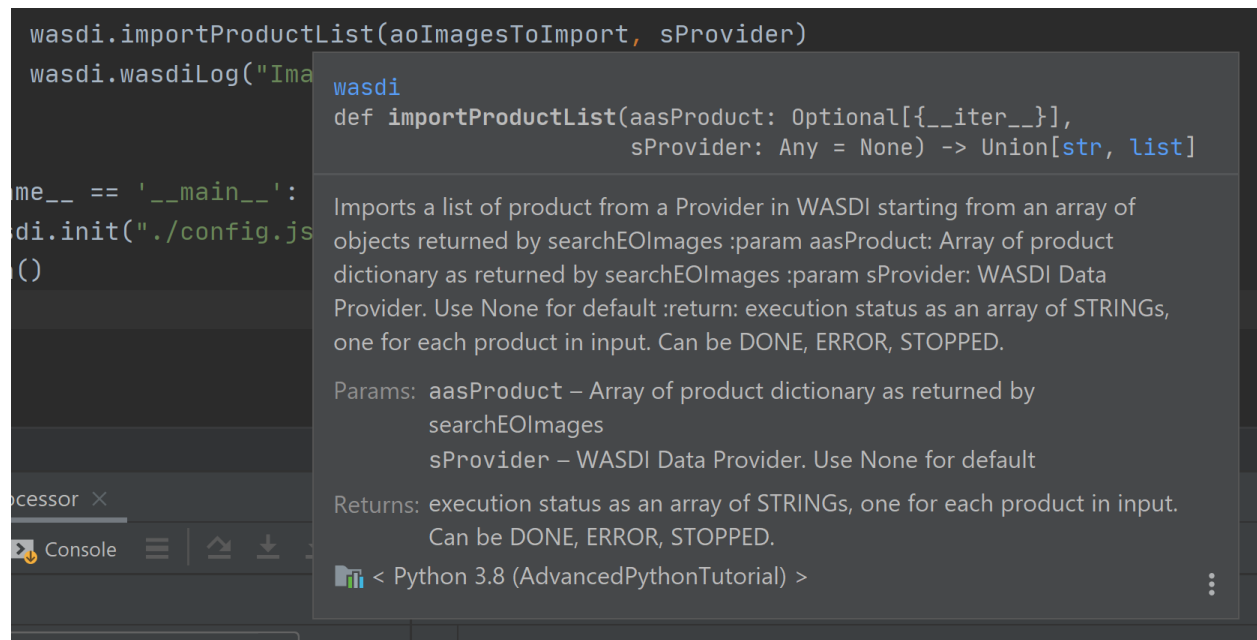 wasdi.importProductList(aoImagesToImport, sProvider)
wasdi.wasdiLog("Ima
wasdi
def importProductList(aasProduct: Optional[{__iter__}],
sProvider: Any = None) -> Union[str, list]
me__ == '__main__':
di.init("./config.js
()
Imports a list of product from a Provider in WASDI starting from an array of
objects returned by searchEOImages :param aasProduct: Array of product
dictionary as returned by searchEOImages :param sProvider: WASDI Data
Provider. Use None for default :return: execution status as an array of STRINGs,
one for each product in input. Can be DONE, ERROR, STOPPED.
Params: aasProduct – Array of product dictionary as returned by
searchEOImages
sProvider – WASDI Data Provider. Use None for default
Returns: execution status as an array of STRINGs, one for each product in input.
Can be DONE, ERROR, STOPPED.
< Python 3.8 (AdvancedPythonTutorial) >
ocessor
Console